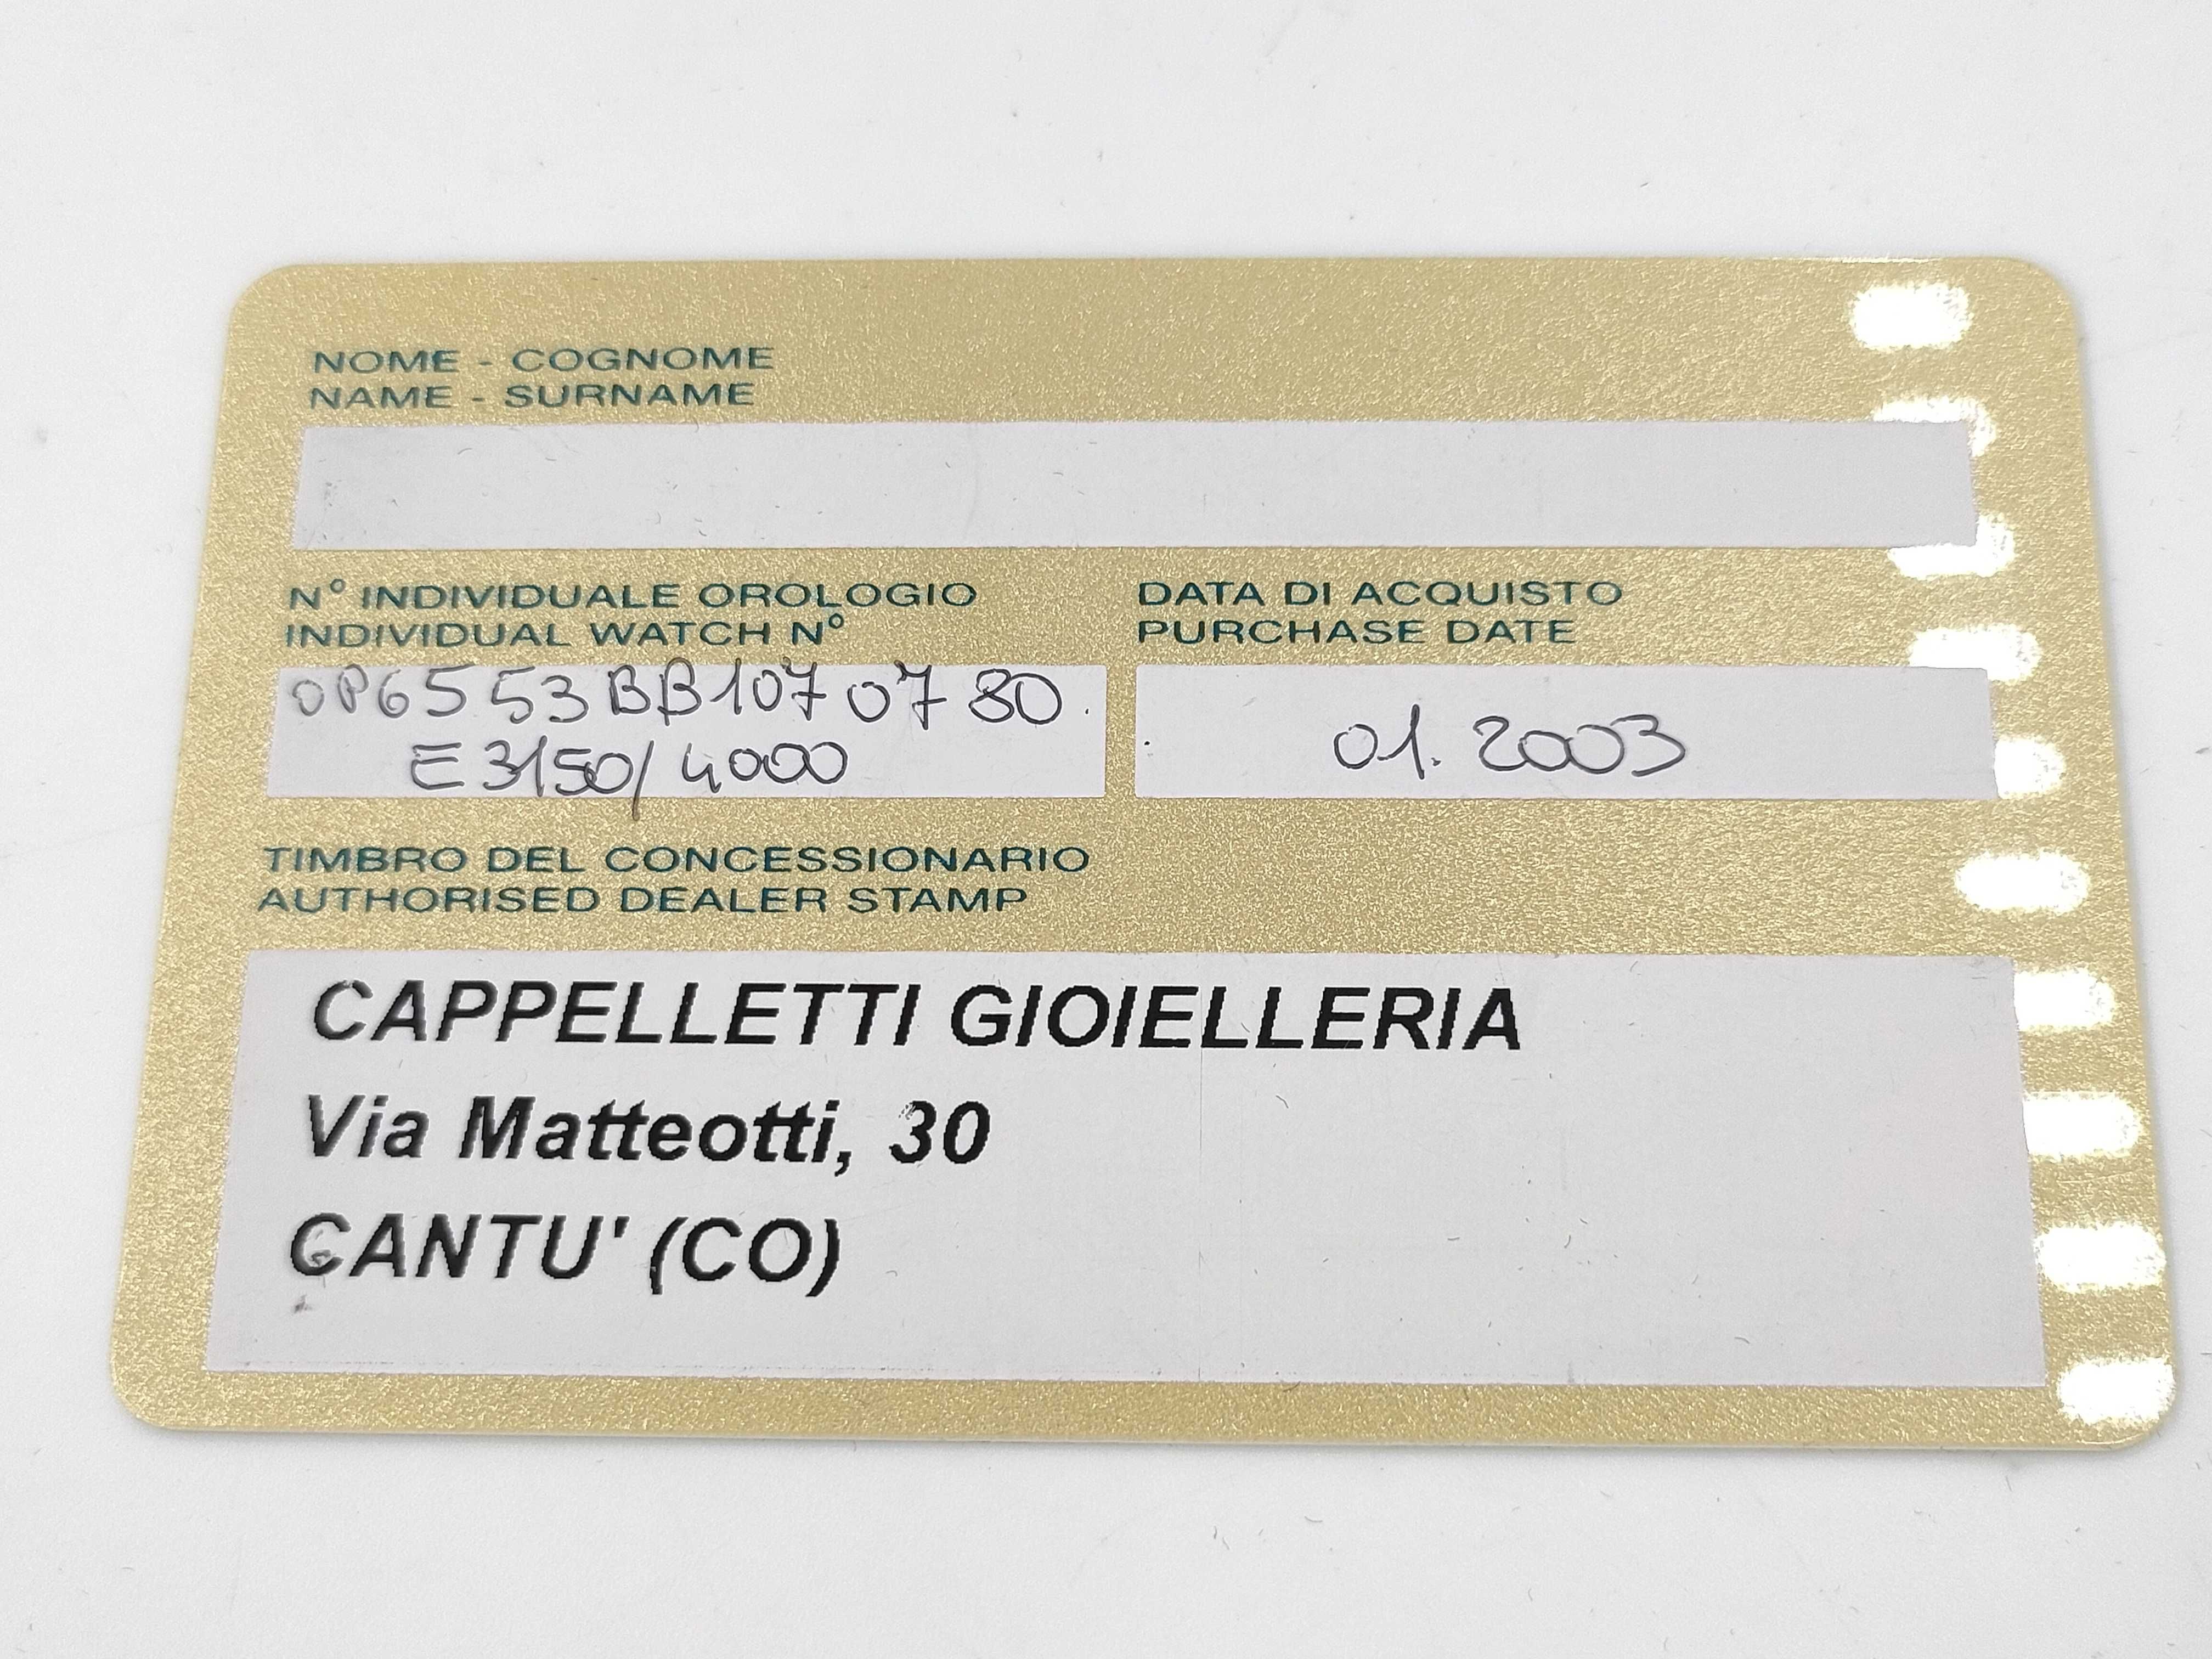 NOME - COGNOME
NAME - SURNAME
N° INDIVIDUALE OROLOGIO
INDIVIDUAL WATCH N°
OP6553BB1070780
E3150/4000
DATA DI ACQUISTO
PURCHASE DATE
01. 2003
TIMBRO DEL CONCESSIONARIO
AUTHORISED DEALER STAMP
CAPPELLETTI GIOIELLERIA
Via Matteotti, 30
CANTU' (CO)